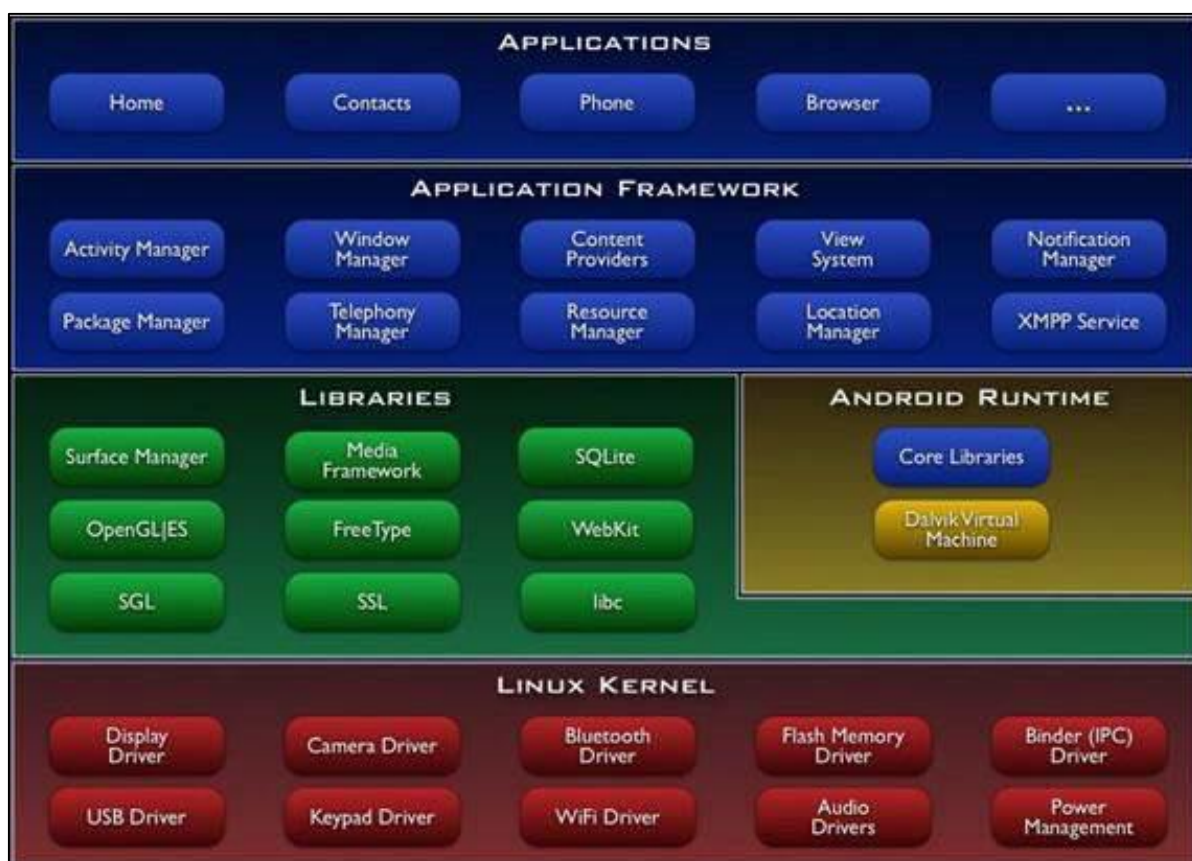 APPLICATIONS
Home
Contacts
Phone
Browser
...
APPLICATION FRAMEWORK
Activity Manager
Window
Manager
Content
Providers
View
System
Notification
Manager
Package Manager
Telephony
Manager
Resource
Manager
Location
Manager
XMPP Service
LIBRARIES
Surface Manager
Media
Framework
SQLite
OpenGL|ES
FreeType
WebKit
SGL
SSL
libc
ANDROID RUNTIME
Core Libraries
Dalvik Virtual
Machine
LINUX KERNEL
Display
Driver
Camera Driver
Bluetooth
Driver
Flash Memory
Driver
Binder (IPC)
Driver
USB Driver
Keypad Driver
WiFi Driver
Audio
Drivers
Power
Management